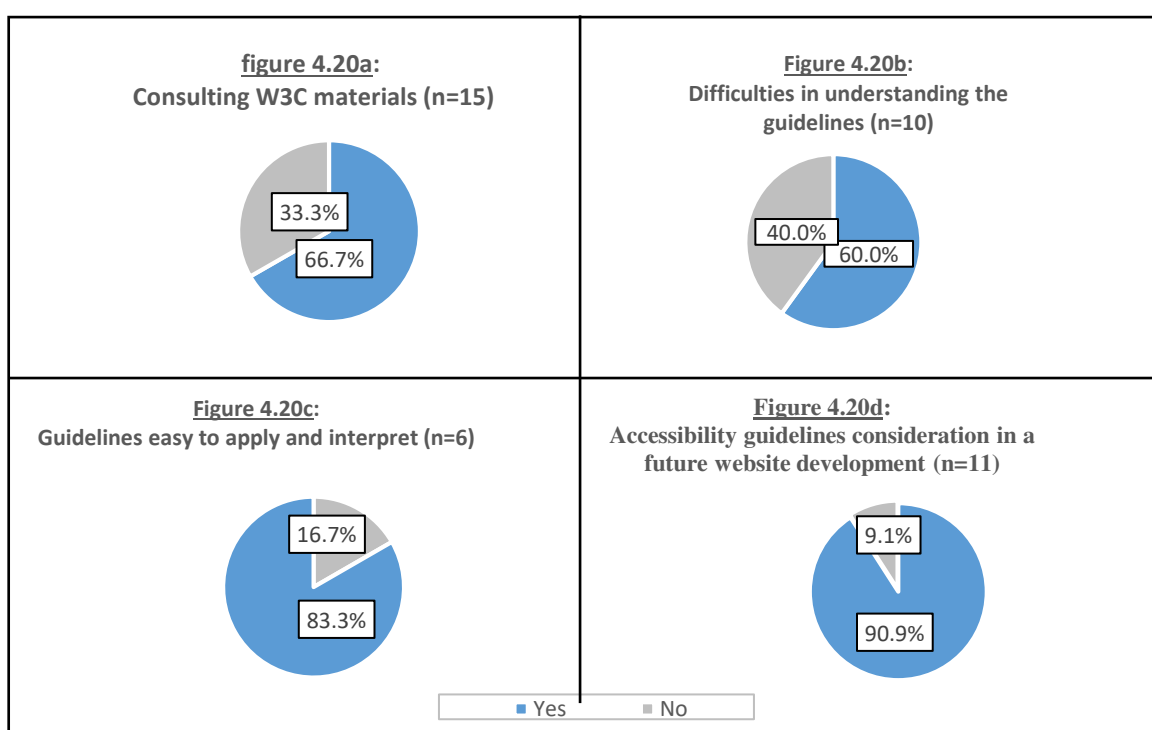 figure 4.20a:
Consulting W3C materials (n=15)
33.3%
66.7%
Figure 4.20b:
Difficulties in understanding the
guidelines (n=10)
40.0%
60.0%
Figure 4.20c:
Guidelines easy to apply and interpret (n=6)
16.7%
83.3%
Figure 4.20d:
Accessibility guidelines consideration in a
future website development (n=11)
9.1%
90.9%
Yes No